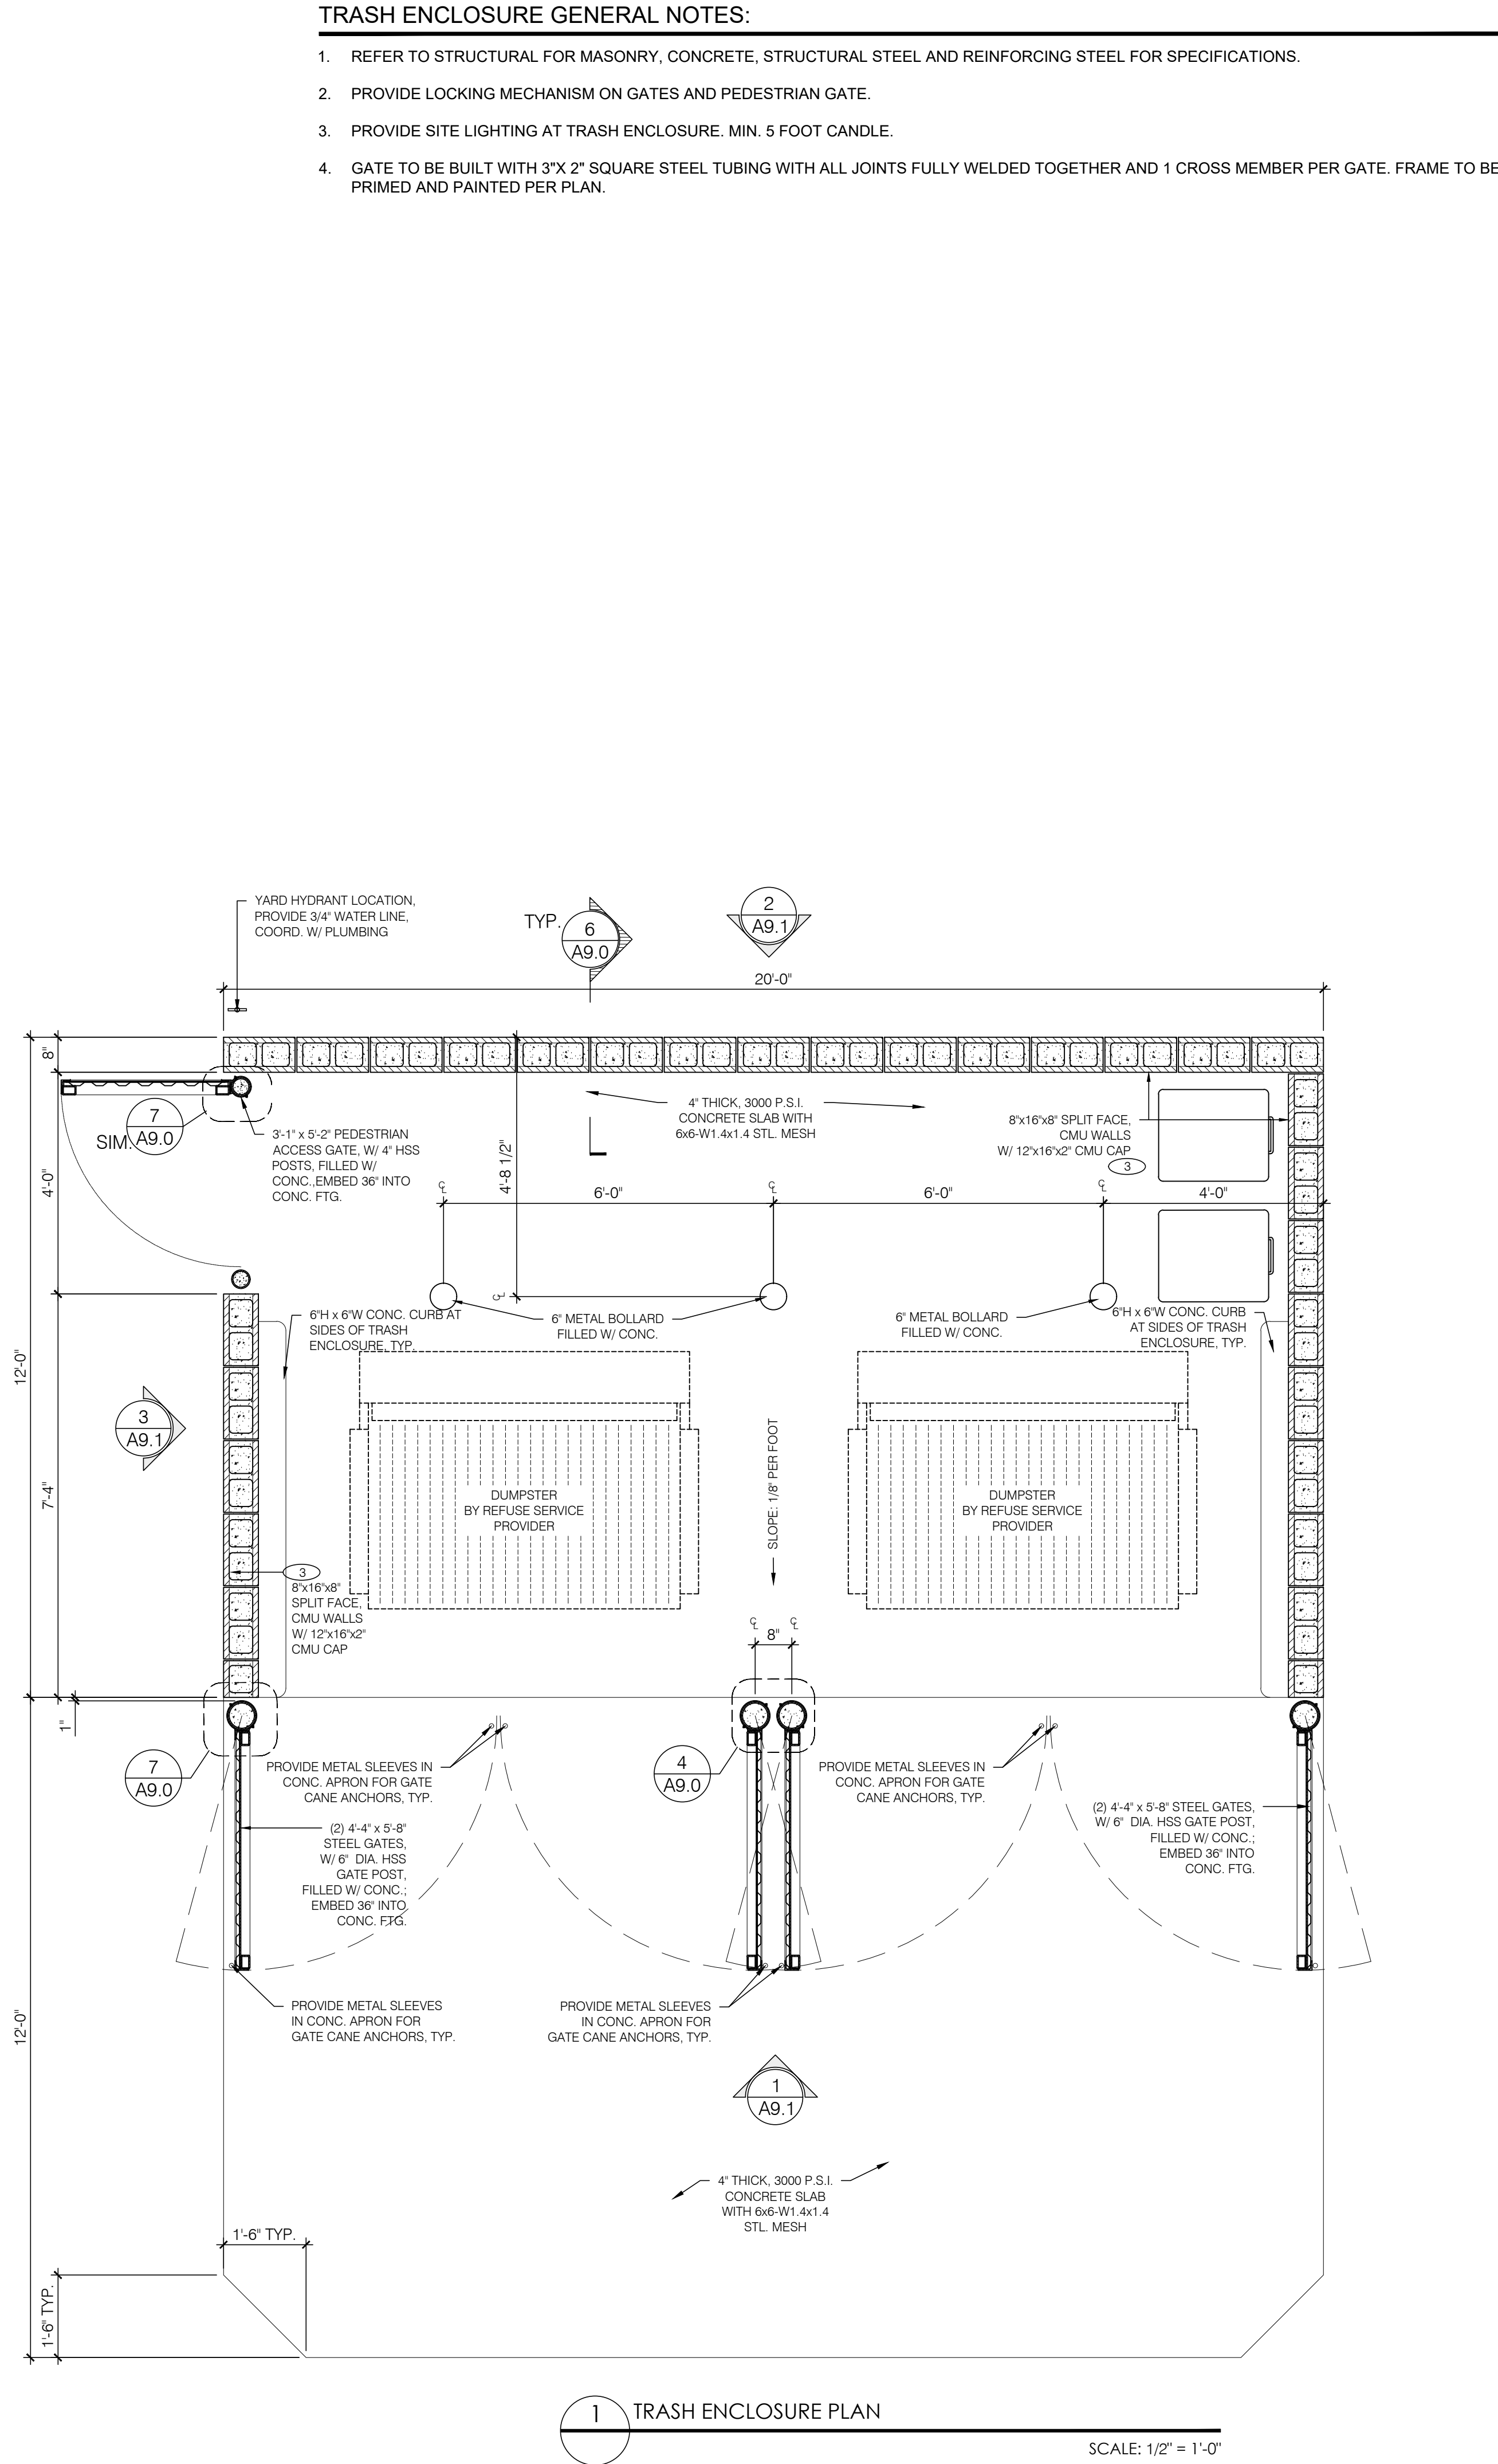 TRASH ENCLOSURE GENERAL NOTES:
1. REFER TO STRUCTURAL FOR MASONRY, CONCRETE, STRUCTURAL STEEL AND REINFORCING STEEL FOR SPECIFICATIONS.
2. PROVIDE LOCKING MECHANISM ON GATES AND PEDESTRIAN GATE.
3. PROVIDE SITE LIGHTING AT TRASH ENCLOSURE. MIN. 5 FOOT CANDLE.
4. GATE TO BE BUILT WITH 3"X 2" SQUARE STEEL TUBING WITH ALL JOINTS FULLY WELDED TOGETHER AND 1 CROSS MEMBER PER GATE. FRAME TO BE
PRIMED AND PAINTED PER PLAN.
YARD HYDRANT LOCATION,
PROVIDE 3/4" WATER LINE,
COORD. W/ PLUMBING
TYP.
6
A9.0
2
A9.1
20'-0"
8"
4'-0"
12'-0"
7'-4"
1"
SIM.
7
A9.0
3'-1" x 5'-2" PEDESTRIAN
ACCESS GATE, W/ 4" HSS
POSTS, FILLED W/
CONC.,EMBED 36" INTO
CONC. FTG.
4'-8 1/2"
4" THICK, 3000 P.S.I.
CONCRETE SLAB WITH
6x6-W1.4x1.4 STL. MESH
8"x16"x8" SPLIT FACE,
CMU WALLS
W/ 12"x16"x2" CMU CAP
3
℄
6'-0"
℄
6'-0"
℄
4'-0"
℄
6"H x 6"W CONC. CURB AT
SIDES OF TRASH
ENCLOSURE, TYP.
6" METAL BOLLARD
FILLED W/ CONC.
6" METAL BOLLARD
FILLED W/ CONC.
6"H x 6"W CONC. CURB
AT SIDES OF TRASH
ENCLOSURE, TYP.
3
A9.1
DUMPSTER
BY REFUSE SERVICE
PROVIDER
SLOPE: 1/8" PER FOOT
DUMPSTER
BY REFUSE SERVICE
PROVIDER
3
8"x16"x8"
SPLIT FACE,
CMU WALLS
W/ 12"x16"x2"
CMU CAP
℄
8"
℄
7
A9.0
PROVIDE METAL SLEEVES IN
CONC. APRON FOR GATE
CANE ANCHORS, TYP.
4
A9.0
PROVIDE METAL SLEEVES IN
CONC. APRON FOR GATE
CANE ANCHORS, TYP.
(2) 4'-4" x 5'-8"
STEEL GATES,
W/ 6" DIA. HSS
GATE POST,
FILLED W/ CONC.;
EMBED 36" INTO
CONC. FTG.
(2) 4'-4" x 5'-8" STEEL GATES,
W/ 6" DIA. HSS GATE POST,
FILLED W/ CONC.;
EMBED 36" INTO
CONC. FTG.
PROVIDE METAL SLEEVES
IN CONC. APRON FOR
GATE CANE ANCHORS, TYP.
PROVIDE METAL SLEEVES
IN CONC. APRON FOR
GATE CANE ANCHORS, TYP.
12'-0"
1
A9.1
4" THICK, 3000 P.S.I.
CONCRETE SLAB
WITH 6x6-W1.4x1.4
STL. MESH
1'-6" TYP.
1'-6" TYP.
1
TRASH ENCLOSURE PLAN
SCALE: 1/2" = 1'-0"